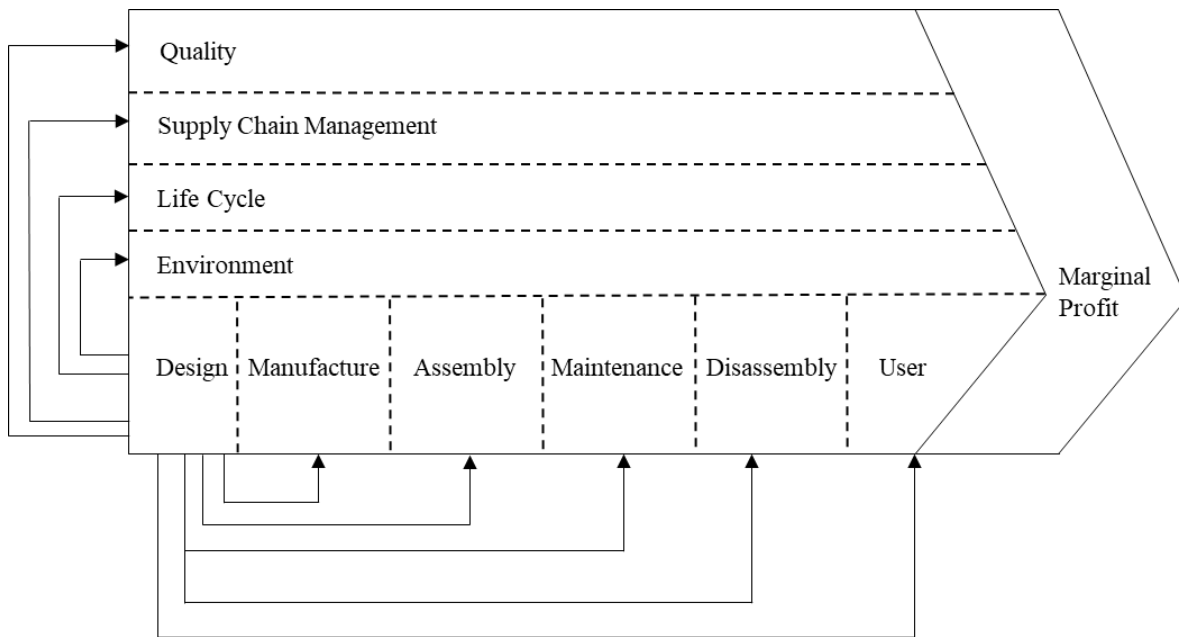 Quality
Supply Chain Management
Life Cycle
Environment
Marginal
Profit
Design
Manufacture
Assembly
Maintenance
Disassembly
User